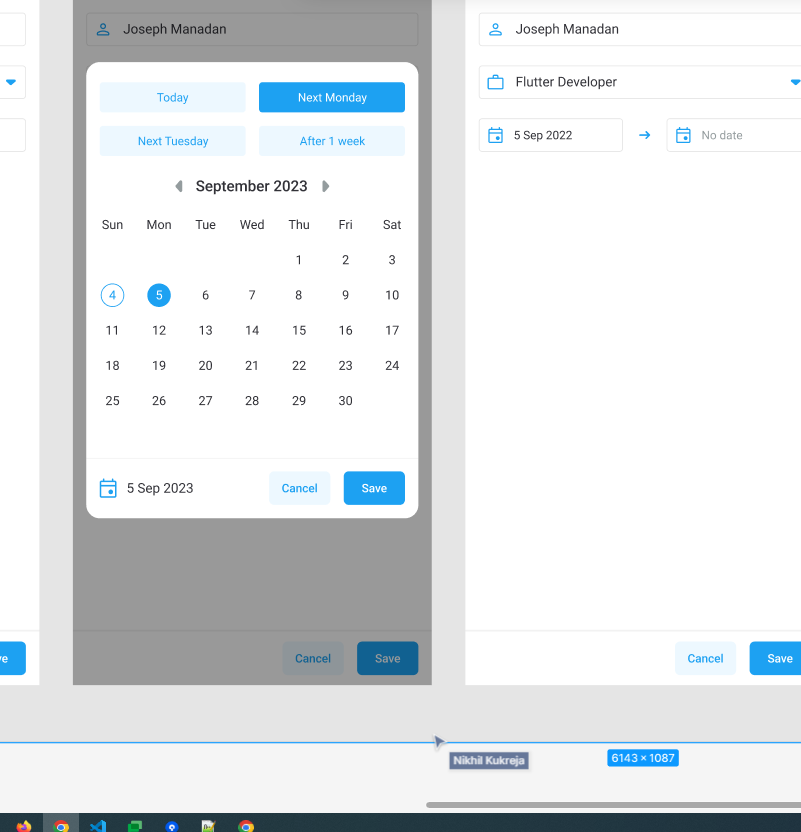 Joseph Manadan
Today
Next Monday
Next Tuesday
After 1 week
September 2023
Sun Mon Tue Wed Thu Fri Sat
1 2 3
4 5 6 7 8 9 10
11 12 13 14 15 16 17
18 19 20 21 22 23 24
25 26 27 28 29 30
5 Sep 2023
Cancel
Save
Cancel
Save
Joseph Manadan
Flutter Developer
5 Sep 2022
No date
Cancel
Save
Nikhil Kukreja
6143 × 1087